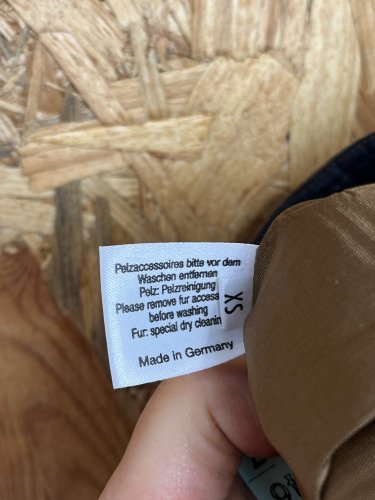 Pelzaccessoires bitte vor dem
Waschen entfernen
Pelz: Pelzreinigung
Please remove fur access
before washing
Fur: special dry cleanin
Made in Germany
XS